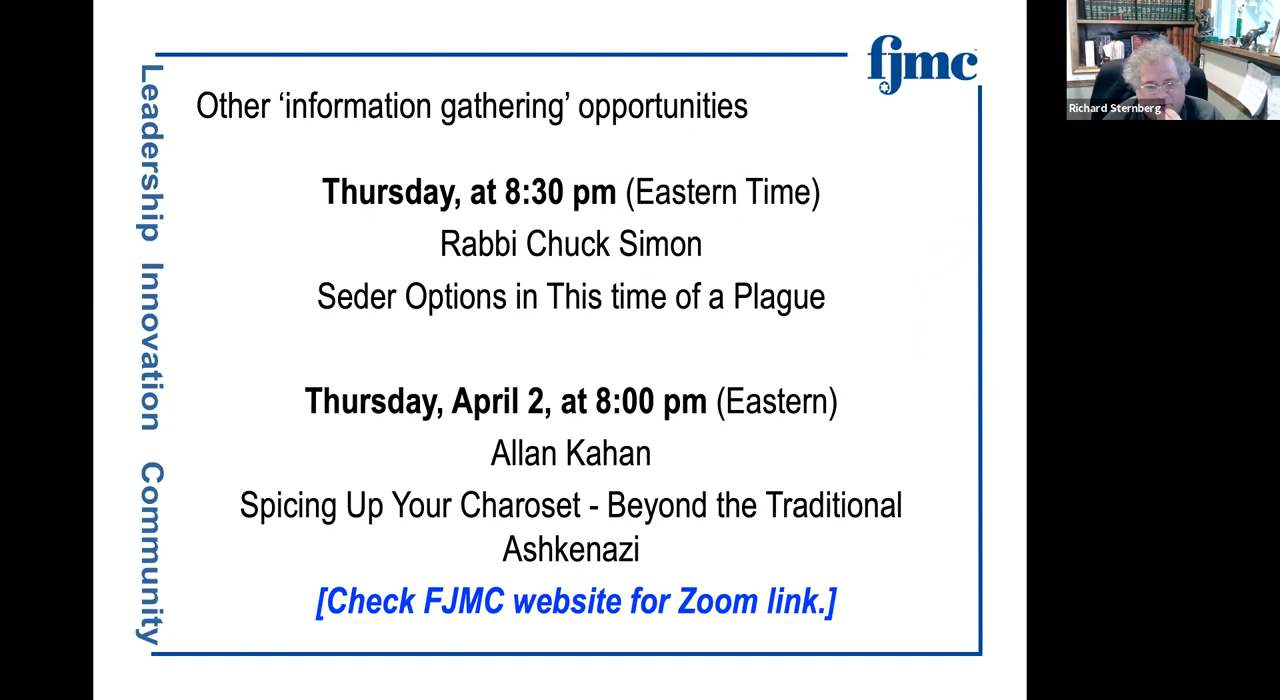 fjmc
Leadership Innovation Community
Other ‘information gathering’ opportunities
Thursday, at 8:30 pm (Eastern Time)
Rabbi Chuck Simon
Seder Options in This time of a Plague
Thursday, April 2, at 8:00 pm (Eastern)
Allan Kahan
Spicing Up Your Charoset - Beyond the Traditional
Ashkenazi
[Check FJMC website for Zoom link.]
Richard Sternberg